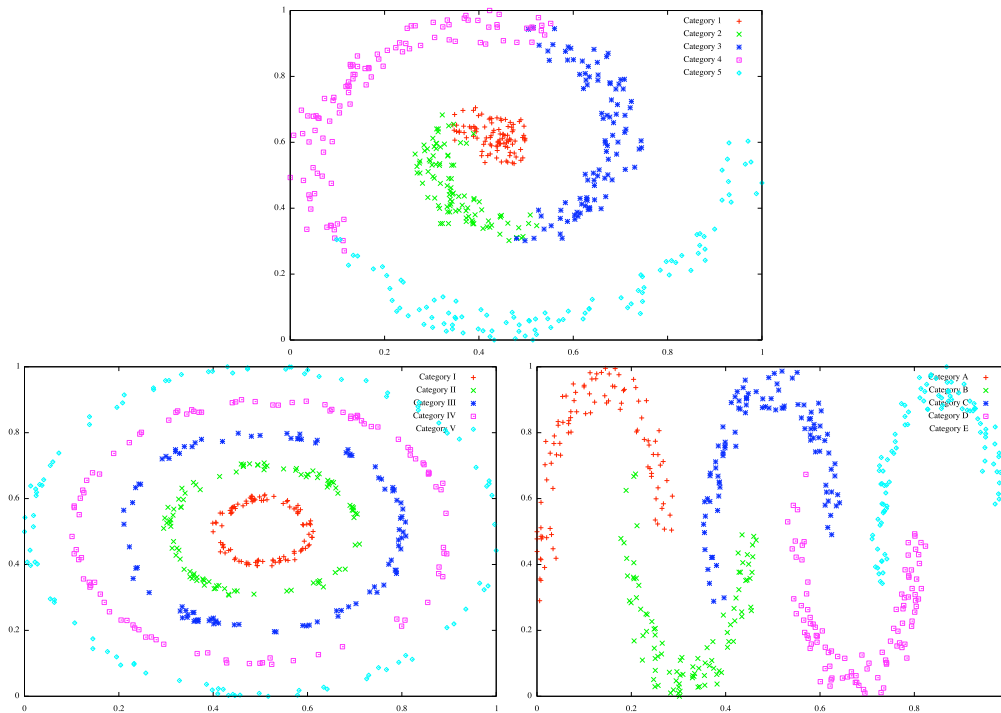 1
0.8
0.6
0.4
0.2
0
0 0.2 0.4 0.6 0.8 1
Category 1
Category 2
Category 3
Category 4
Category 5
1
0.8
0.6
0.4
0.2
0
0 0.2 0.4 0.6 0.8 1
Category I
Category II
Category III
Category IV
Category V
1
0.8
0.6
0.4
0.2
0
0 0.2 0.4 0.6 0.8
Category A
Category B
Category C
Category D
Category E